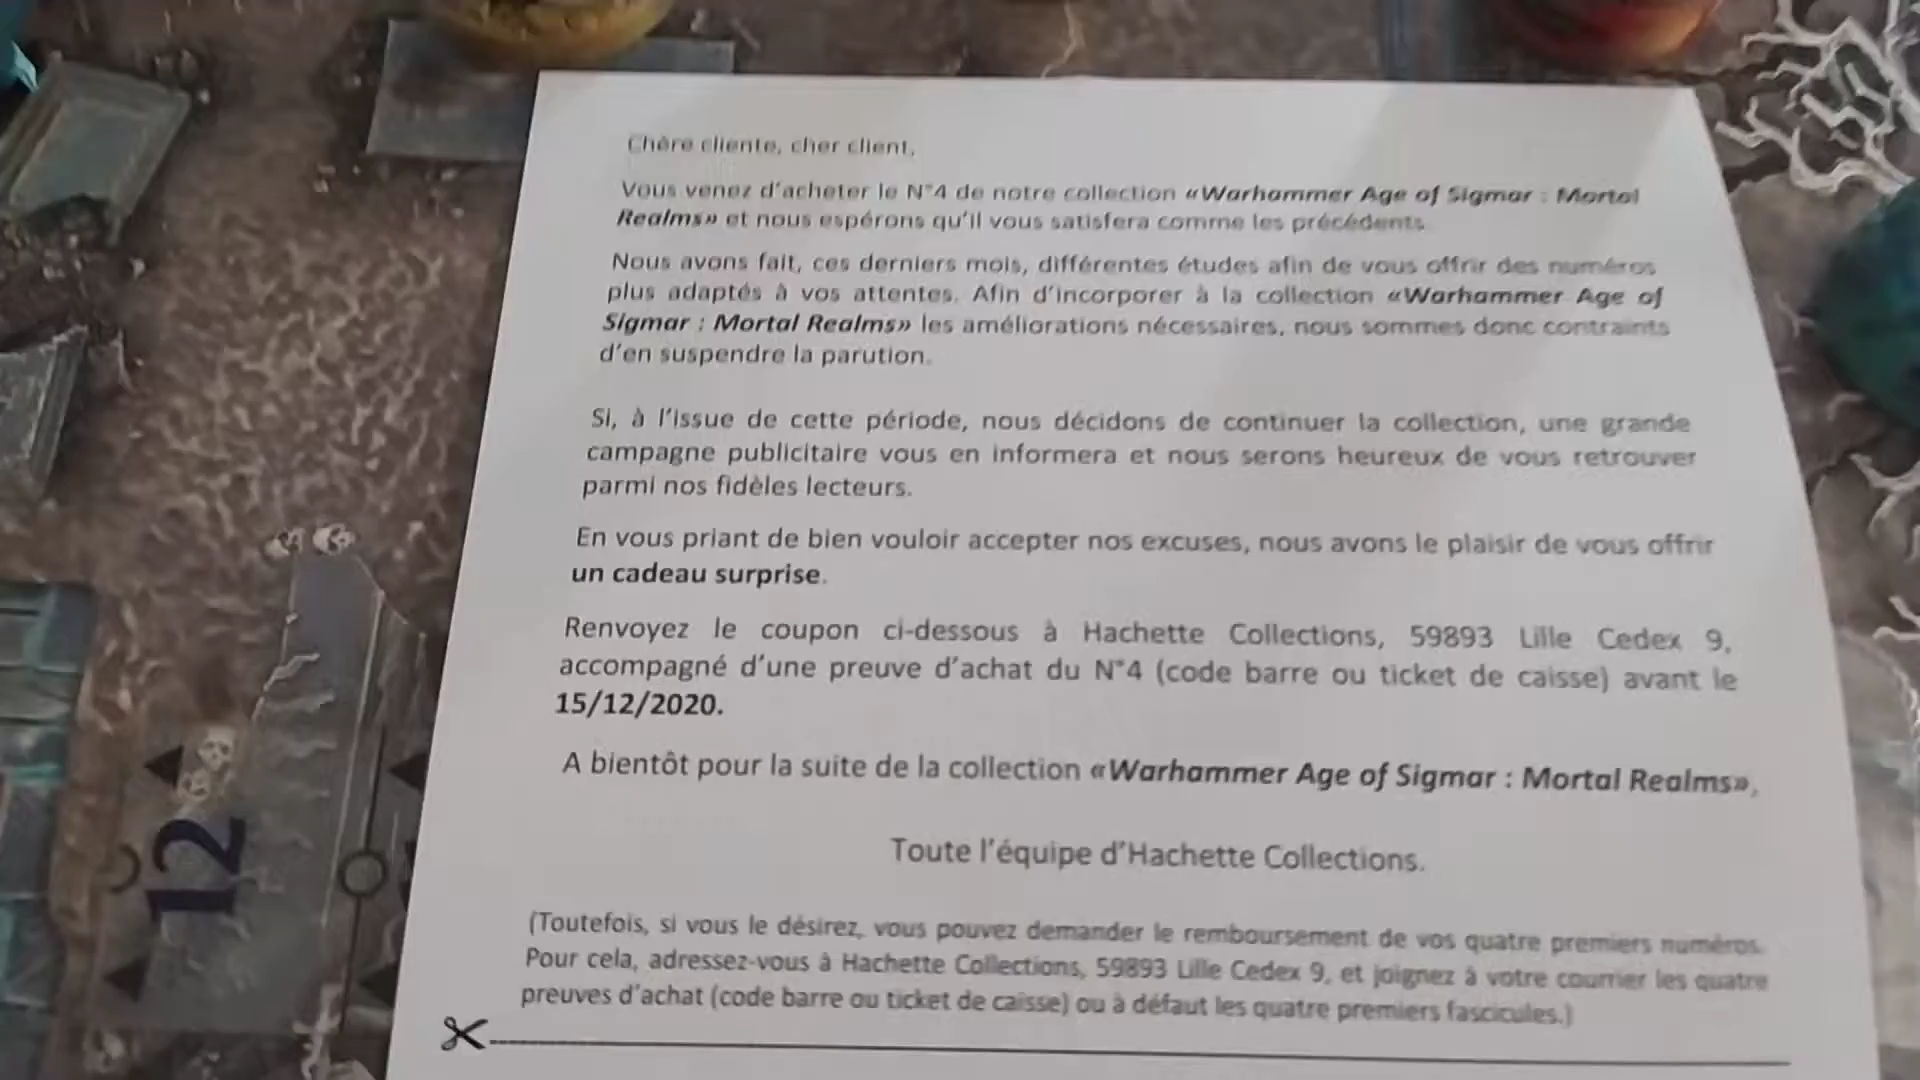 Chère cliente, cher client,
Vous venez d'acheter le N°4 de notre collection «Warhammer Age of Sigmar : Mortal
Realms» et nous espérons qu'il vous satisfera comme les précédents.
Nous avons fait, ces derniers mois, différentes études afin de vous offrir des numéros
plus adaptés à vos attentes. Afin d'incorporer à la collection «Warhammer Age of
Sigmar : Mortal Realms» les améliorations nécessaires, nous sommes donc contraints
d'en suspendre la parution.
Si, à l'issue de cette période, nous décidons de continuer la collection, une grande
campagne publicitaire vous en informera et nous serons heureux de vous retrouver
parmi nos fidèles lecteurs.
En vous priant de bien vouloir accepter nos excuses, nous avons le plaisir de vous offrir
un cadeau surprise.
Renvoyez le coupon ci-dessous à Hachette Collections, 59893 Lille Cedex 9,
accompagné d'une preuve d'achat du N°4 (code barre ou ticket de caisse) avant le
15/12/2020.
A bientôt pour la suite de la collection «Warhammer Age of Sigmar : Mortal Realms»,
Toute l'équipe d'Hachette Collections.
(Toutefois, si vous le désirez, vous pouvez demander le remboursement de vos quatre premiers numéros.
Pour cela, adressez-vous à Hachette Collections, 59893 Lille Cedex 9, et joignez à votre courrier les quatre
preuves d'achat (code barre ou ticket de caisse) ou à défaut les quatre premiers fascicules.)
12